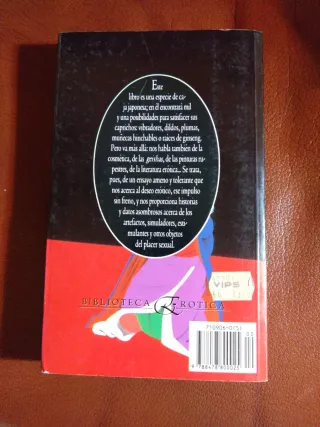 Este
libro es una especie de ca-
ja japonesa; en él encontrará mil
y una posibilidades para satisfacer sus
caprichos: vibradores, dildos, plumas,
muñecas hinchables o raíces de ginseng.
Pero va más allá: nos habla también de la
cosmética, de las geishas, de las pinturas ru-
pestres, de la literatura erótica... Se trata,
pues, de un ensayo ameno y tolerante que
nos acerca al deseo erótico, ese impulso
sin freno, y nos proporciona historias
y datos asombrosos acerca de los
artefactos, simuladores, esti-
mulantes y otros objetos
del placer sexual.
VIPS
BIBLIOTECA EROTICA